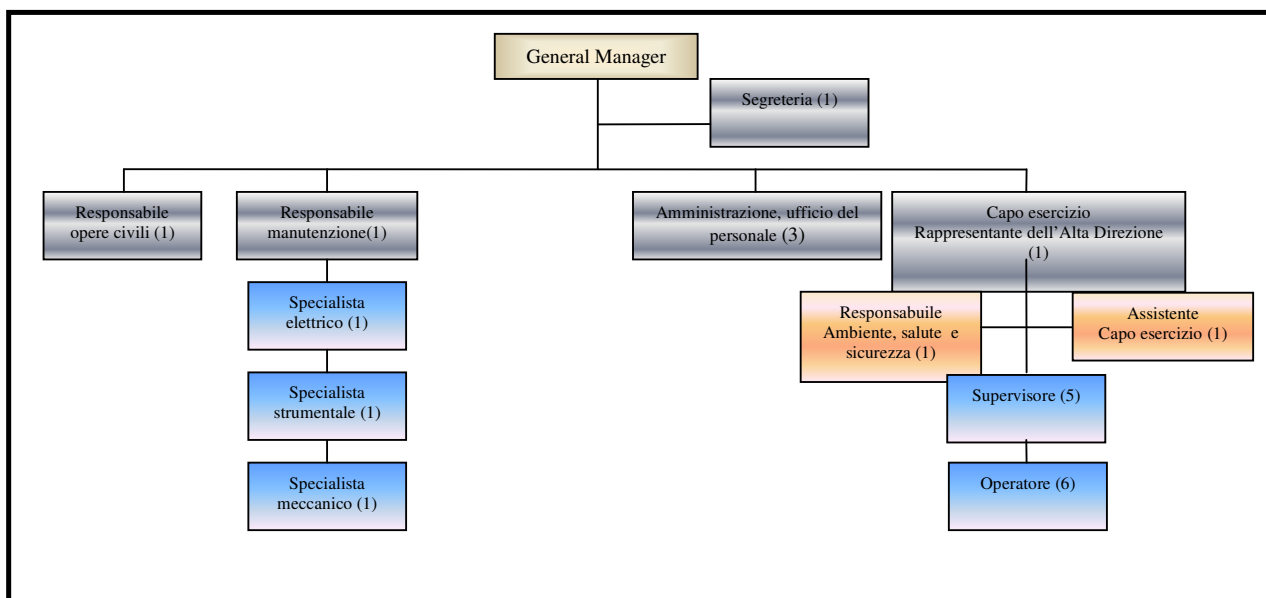 General Manager
Segreteria (1)
Responsabile
opere civili (1)
Responsabile
manutenzione(1)
Amministrazione, ufficio del
personale (3)
Capo esercizio
Rappresentante dell’Alta Direzione
(1)
Specialista
elettrico (1)
Responsabuile
Ambiente, salute e
sicurezza (1)
Assistente
Capo esercizio (1)
Specialista
strumentale (1)
Supervisore (5)
Specialista
meccanico (1)
Operatore (6)